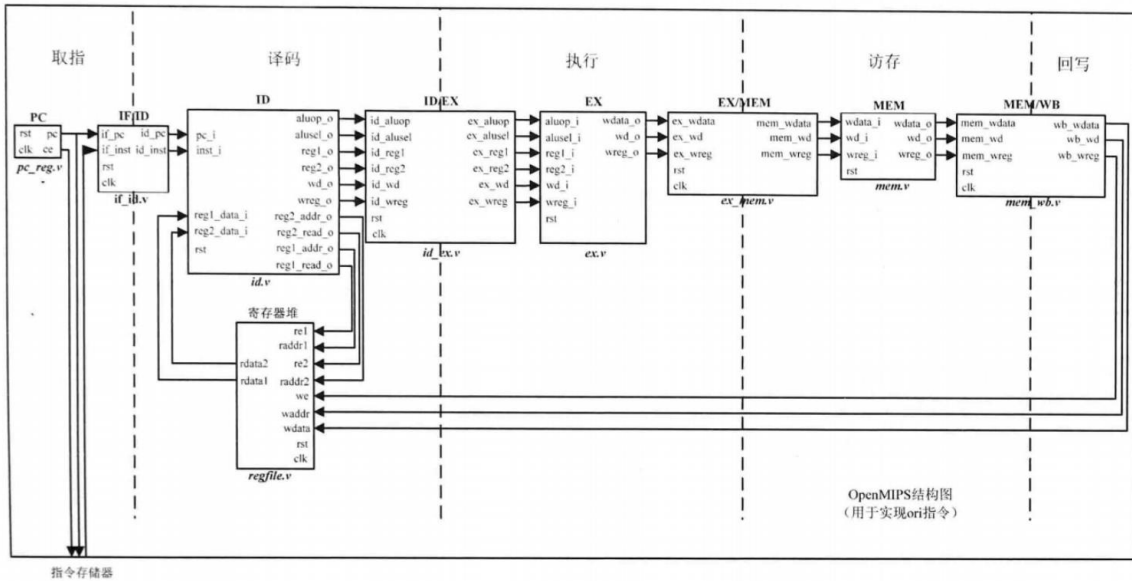 取指
译码
执行
访存
回写
PC
rst pc
clk ce
pc_reg.v
IF/ID
if_pc id_pc
if_inst id_inst
rst
clk
if_id.v
ID
aluop_o
alusel_o
pc_i reg1_o
inst_i reg2_o
wd_o
wreg_o
reg1_data_i reg2_addr_o
reg2_data_i reg2_read_o
rst reg1_addr_o
reg1_read_o
id.v
ID/EX
id_aluop ex_aluop
id_alusel ex_alusel
id_reg1 ex_reg1
id_reg2 ex_reg2
id_wd ex_wd
id_wreg ex_wreg
rst
clk
id_ex.v
EX
aluop_i wdata_o
alusel_i wd_o
reg1_i wreg_o
reg2_i
wd_i
wreg_i
rst
ex.v
EX/MEM
ex_wdata mem_wdata
ex_wd mem_wd
ex_wreg mem_wreg
rst
clk
ex_mem.v
MEM
wdata_i wdata_o
wd_i wd_o
wreg_i wreg_o
rst
mem.v
MEM/WB
mem_wdata wb_wdata
mem_wd wb_wd
mem_wreg wb_wreg
rst
clk
mem_wb.v
寄存器堆
re1
raddr1
rdata2 re2
rdata1 raddr2
we
waddr
wdata
rst
clk
regfile.v
OpenMIPS结构图
（用于实现ori指令）
指令存储器